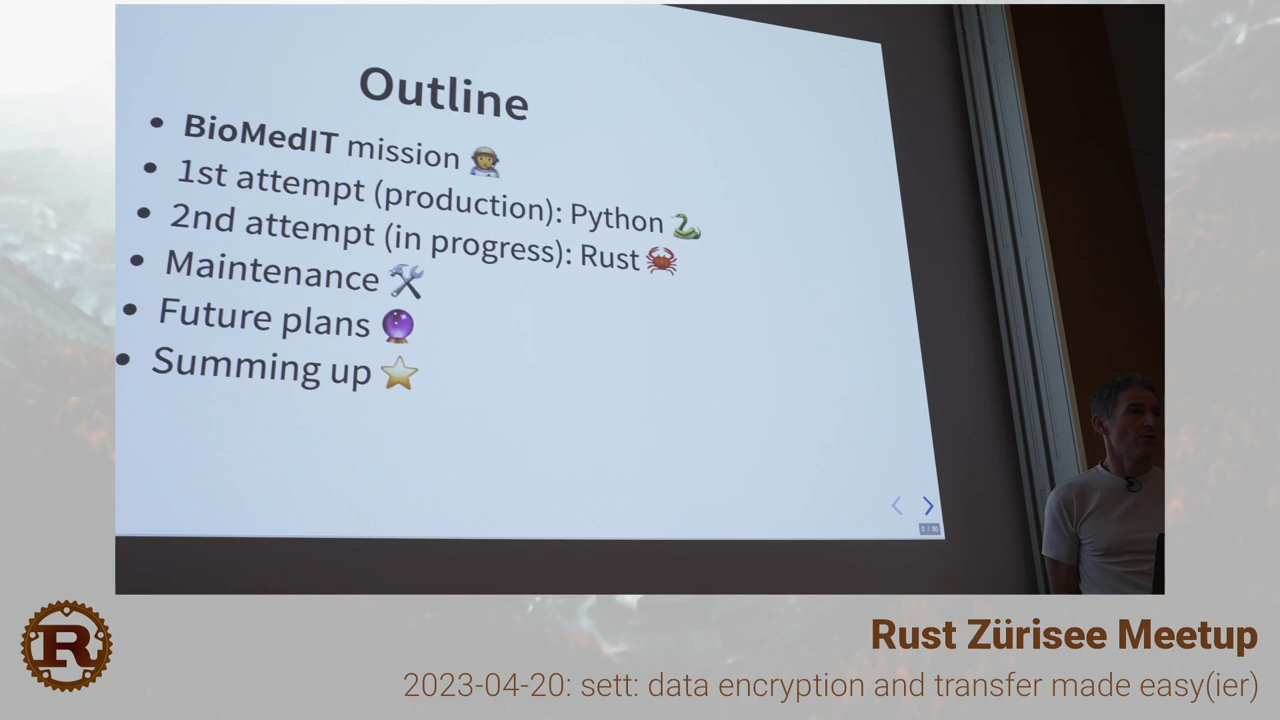 Outline
• BioMedIT mission 🧑‍🚀
• 1st attempt (production): Python 🐍
• 2nd attempt (in progress): Rust 🦀
• Maintenance 🛠️
• Future plans 🔮
• Summing up ⭐
R
Rust Zürisee Meetup
2023-04-20: sett: data encryption and transfer made easy(ier)